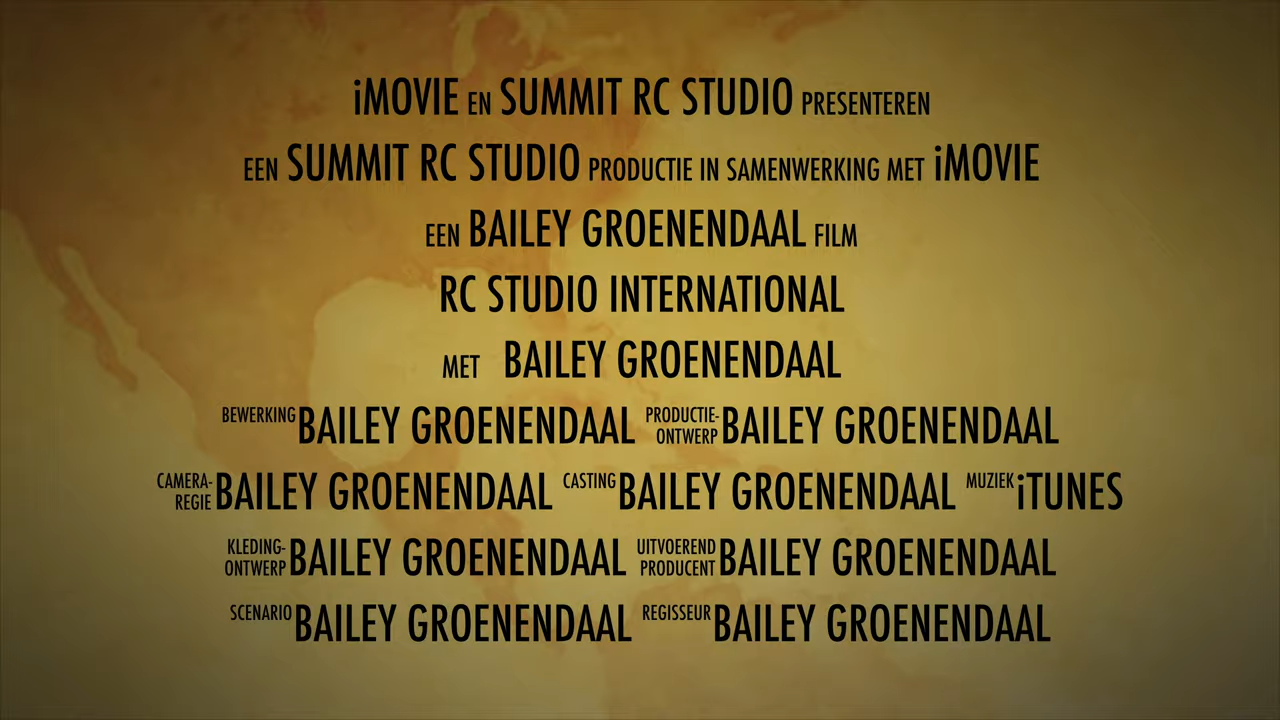 iMOVIE EN SUMMIT RC STUDIO PRESENTEREN
EEN SUMMIT RC STUDIO PRODUCTIE IN SAMENWERKING MET iMOVIE
EEN BAILEY GROENENDAAL FILM
RC STUDIO INTERNATIONAL
MET BAILEY GROENENDAAL
BEWERKING BAILEY GROENENDAAL PRODUCTIE-ONTWERP BAILEY GROENENDAAL
CAMERA-REGIE BAILEY GROENENDAAL CASTING BAILEY GROENENDAAL MUZIEK iTUNES
KLEDING-ONTWERP BAILEY GROENENDAAL UITVOEREND PRODUCENT BAILEY GROENENDAAL
SCENARIO BAILEY GROENENDAAL REGISSEUR BAILEY GROENENDAAL